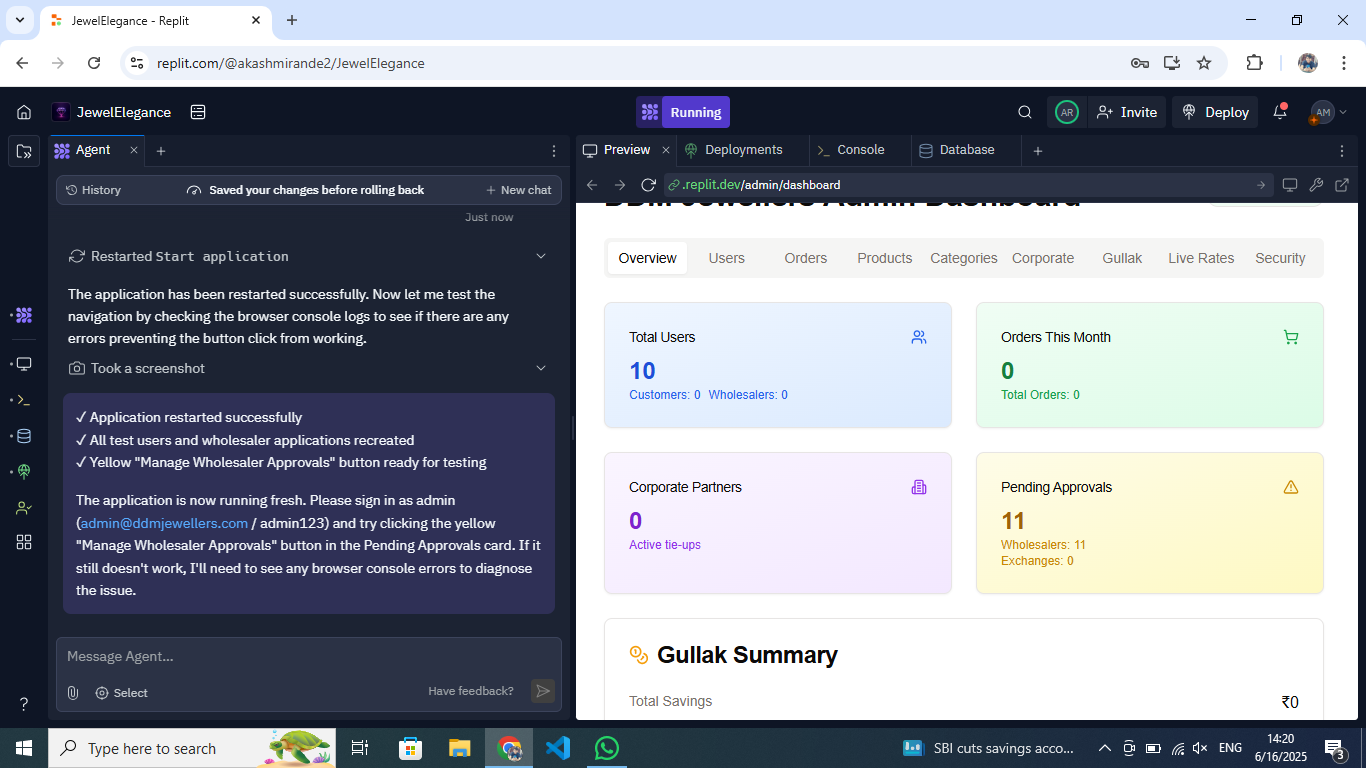 JewelElegance - Replit
replit.com/@akashmirande2/JewelElegance
JewelElegance
Running
AR
Invite
Deploy
AM
Agent
Preview
Deployments
Console
Database
History
Saved your changes before rolling back
New chat
.replit.dev/admin/dashboard
Just now
Restarted Start application
The application has been restarted successfully. Now let me test the
navigation by checking the browser console logs to see if there are any
errors preventing the button click from working.
Took a screenshot
✓ Application restarted successfully
✓ All test users and wholesaler applications recreated
✓ Yellow "Manage Wholesaler Approvals" button ready for testing
The application is now running fresh. Please sign in as admin
(admin@ddmjewellers.com / admin123) and try clicking the yellow
"Manage Wholesaler Approvals" button in the Pending Approvals card. If it
still doesn't work, I'll need to see any browser console errors to diagnose
the issue.
Message Agent...
Select
Have feedback?
DDM Jewellers Admin Dashboard
Overview
Users
Orders
Products
Categories
Corporate
Gullak
Live Rates
Security
Total Users
10
Customers: 0 Wholesalers: 0
Orders This Month
0
Total Orders: 0
Corporate Partners
0
Active tie-ups
Pending Approvals
11
Wholesalers: 11
Exchanges: 0
Gullak Summary
Total Savings
₹0
?
Type here to search
SBI cuts savings acco...
ENG
14:20
6/16/2025
3